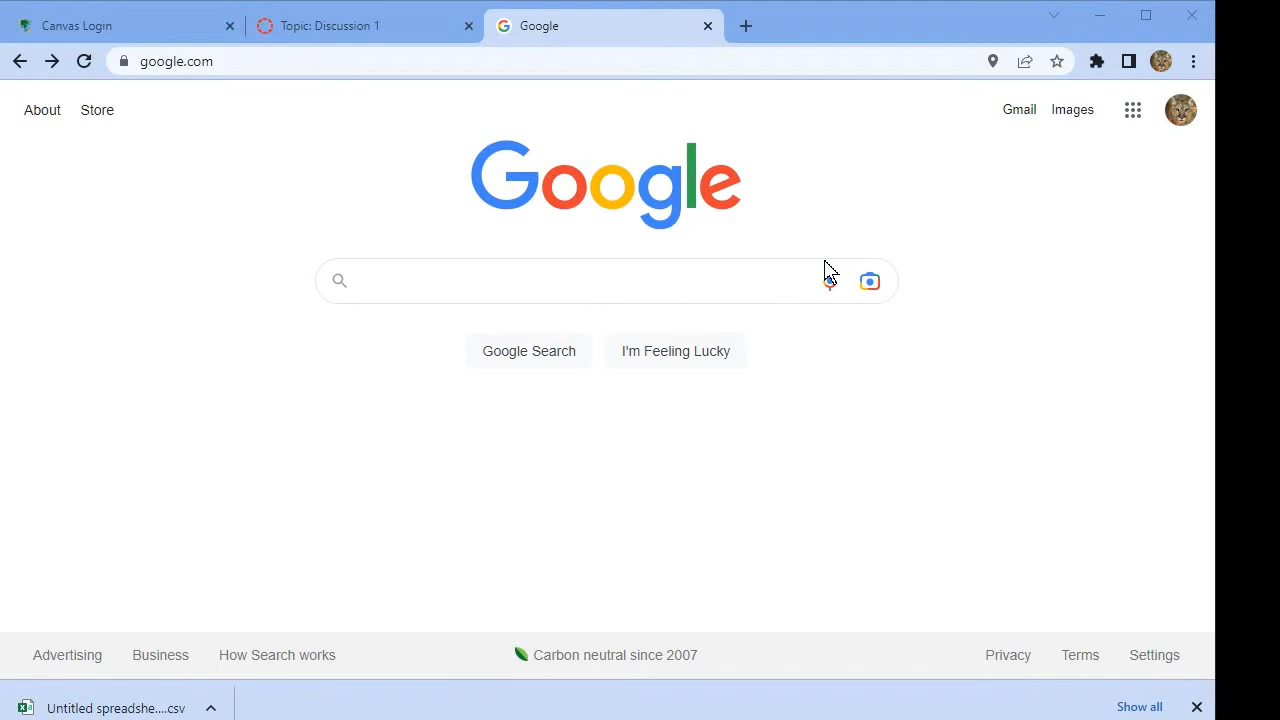 Canvas Login
Topic: Discussion 1
Google
google.com
About Store
Gmail Images
Google
Google Search
I'm Feeling Lucky
Advertising Business How Search works
Carbon neutral since 2007
Privacy Terms Settings
Untitled spreadshe....csv
Show all